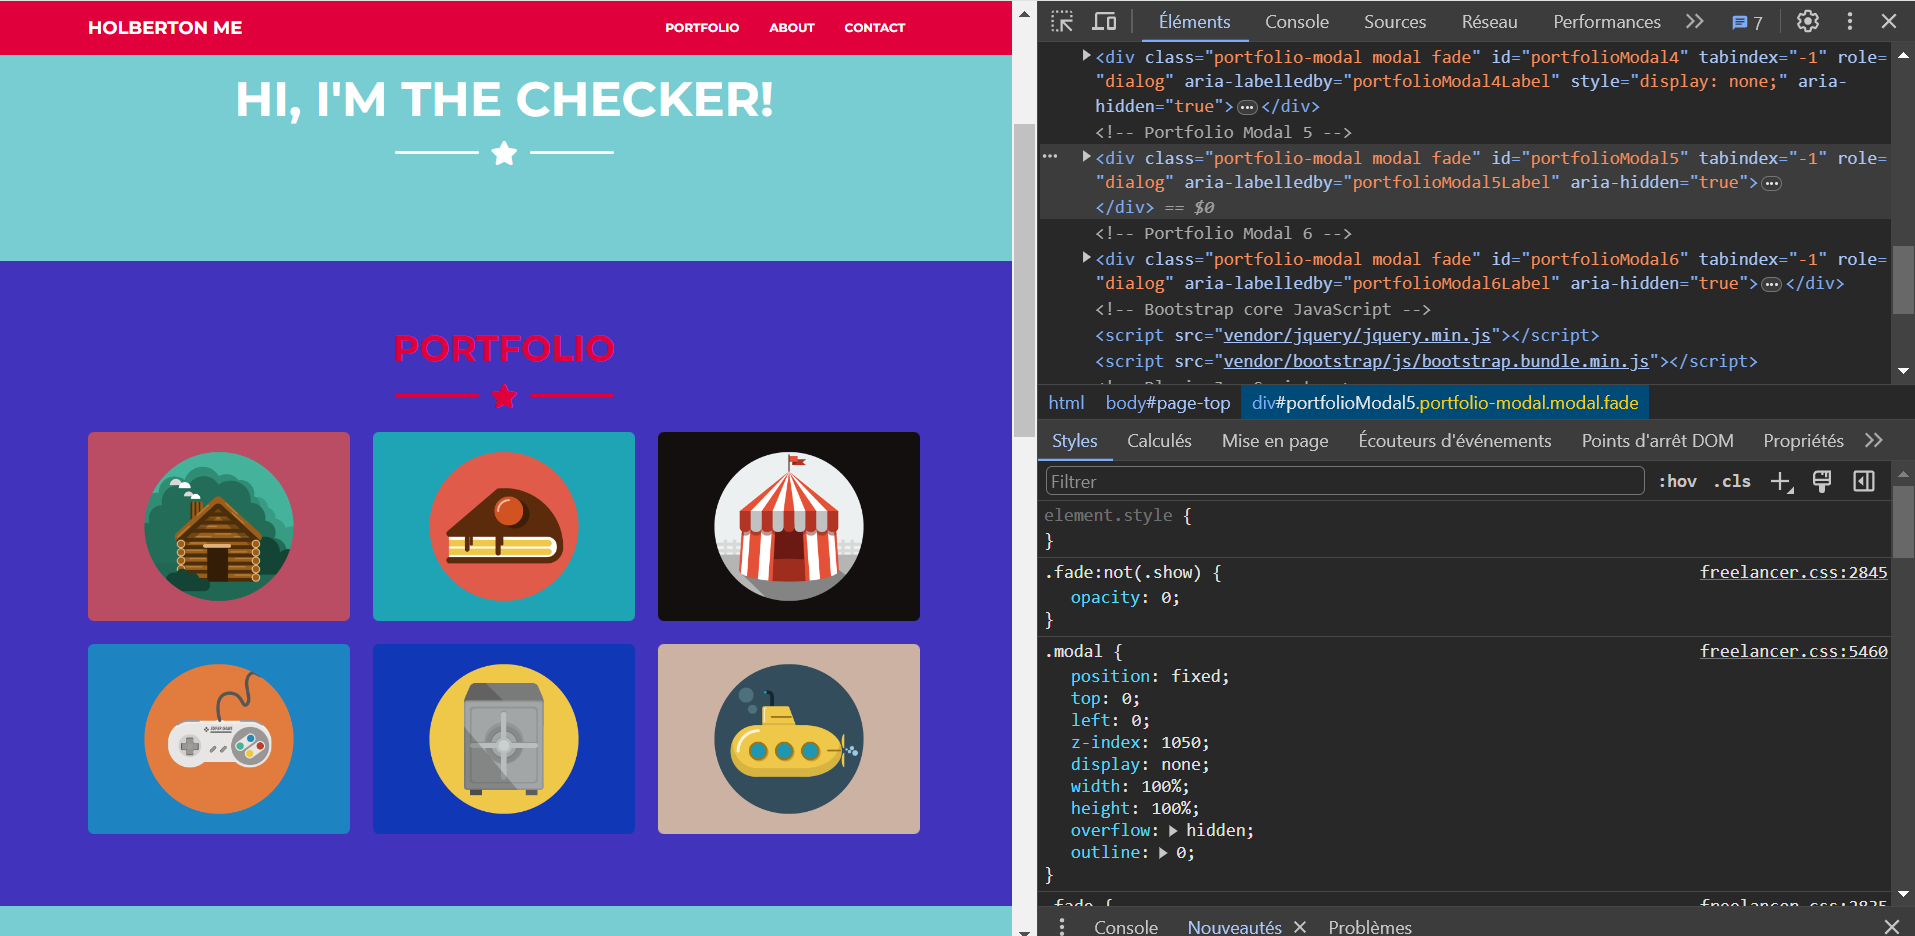 HOLBERTON ME
PORTFOLIO ABOUT CONTACT
HI, I'M THE CHECKER!
PORTFOLIO
Éléments Console Sources Réseau Performances 7
<div class="portfolio-modal modal fade" id="portfolioModal4" tabindex="-1" role=
"dialog" aria-labelledby="portfolioModal4Label" style="display: none;" aria-
hidden="true"> ••• </div>
<!-- Portfolio Modal 5 -->
<div class="portfolio-modal modal fade" id="portfolioModal5" tabindex="-1" role=
"dialog" aria-labelledby="portfolioModal5Label" aria-hidden="true"> •••
</div> == $0
<!-- Portfolio Modal 6 -->
<div class="portfolio-modal modal fade" id="portfolioModal6" tabindex="-1" role=
"dialog" aria-labelledby="portfolioModal6Label" aria-hidden="true"> ••• </div>
<!-- Bootstrap core JavaScript -->
<script src="vendor/jquery/jquery.min.js"></script>
<script src="vendor/bootstrap/js/bootstrap.bundle.min.js"></script>
html body#page-top div#portfolioModal5.portfolio-modal.modal.fade
Styles Calculés Mise en page Écouteurs d'événements Points d'arrêt DOM Propriétés
Filtrer :hov .cls
element.style {
}
.fade:not(.show) { freelancer.css:2845
opacity: 0;
}
.modal { freelancer.css:5460
position: fixed;
top: 0;
left: 0;
z-index: 1050;
display: none;
width: 100%;
height: 100%;
overflow: hidden;
outline: 0;
}
.fade { freelancer.css:2835
Console Nouveautés Problèmes